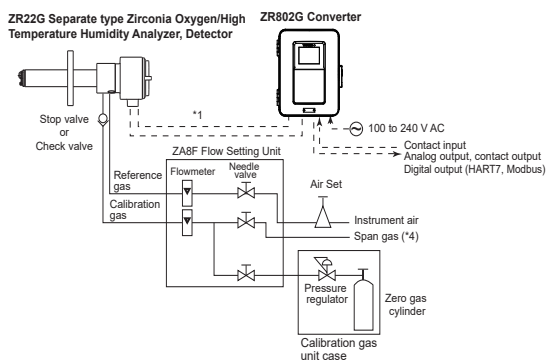 ZR22G Separate type Zirconia Oxygen/High
Temperature Humidity Analyzer, Detector
ZR802G Converter
*1
Stop valve
or
Check valve
100 to 240 V AC
Contact input
Analog output, contact output
Digital output (HART7, Modbus)
ZA8F Flow Setting Unit
Reference
gas
Flowmeter
Needle
valve
Air Set
Calibration
gas
Instrument air
Span gas (*4)
Pressure
regulator
Zero gas
cylinder
Calibration gas
unit case